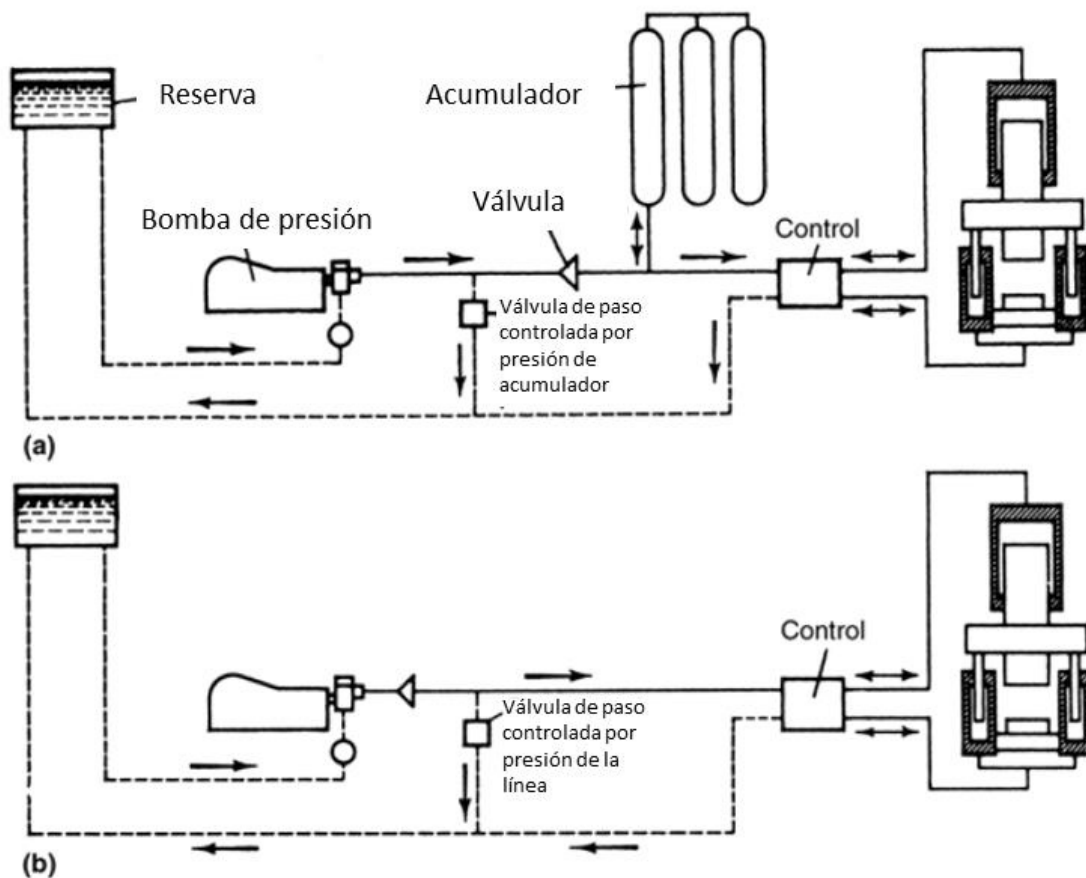 Reserva
Acumulador
Bomba de presión
Válvula
Control
Válvula de paso
controlada por
presión de
acumulador
(a)
Control
Válvula de paso
controlada por
presión de la
línea
(b)